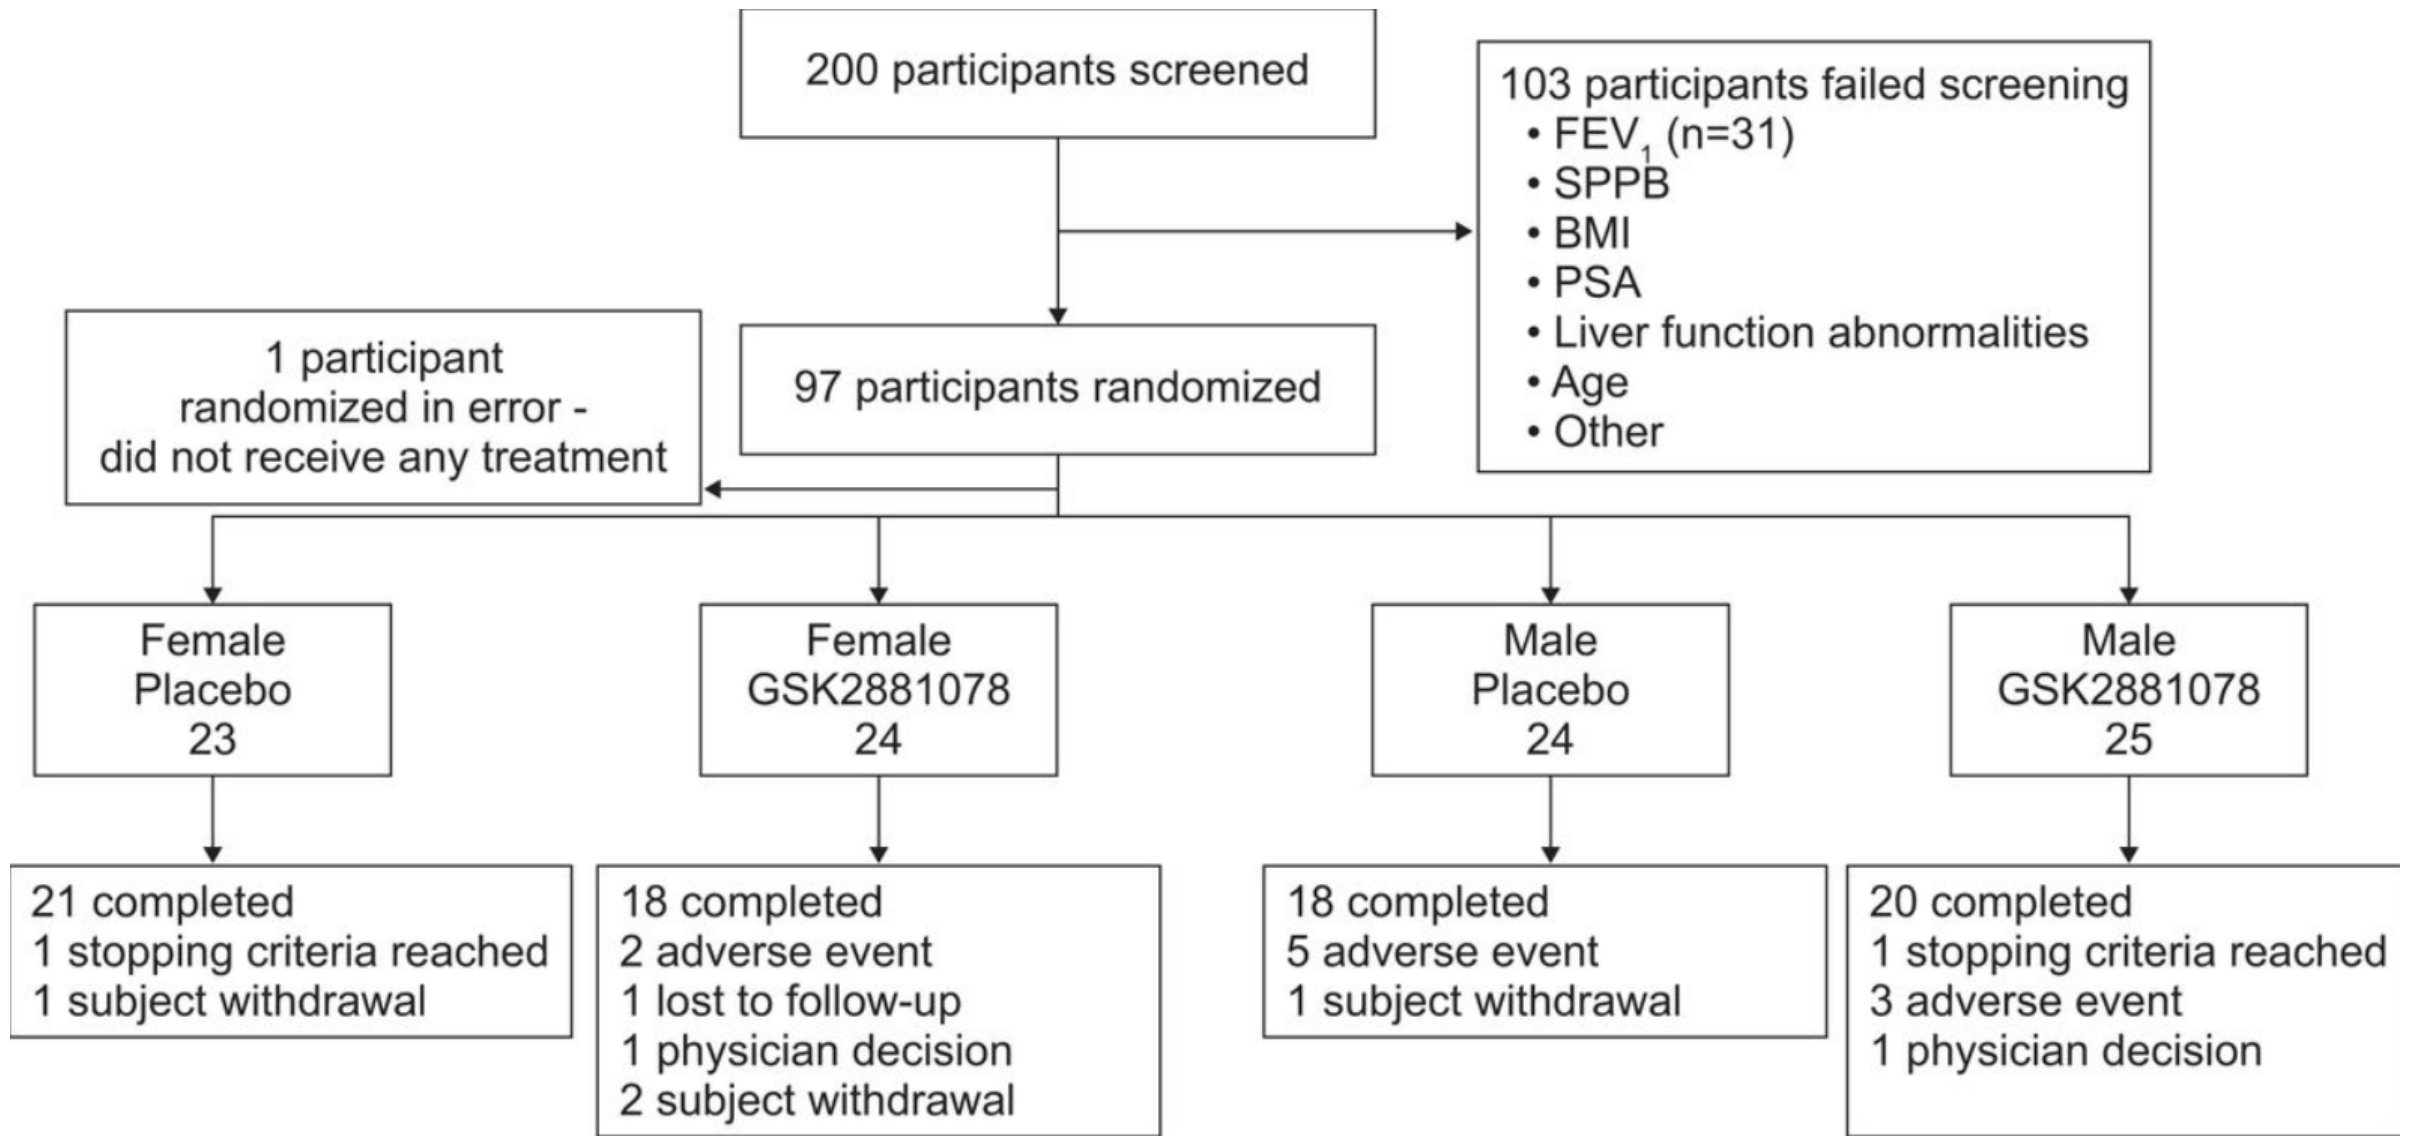 200 participants screened
103 participants failed screening
• FEV₁ (n=31)
• SPPB
• BMI
• PSA
• Liver function abnormalities
• Age
• Other
1 participant
randomized in error -
did not receive any treatment
97 participants randomized
Female
Placebo
23
Female
GSK2881078
24
Male
Placebo
24
Male
GSK2881078
25
21 completed
1 stopping criteria reached
1 subject withdrawal
18 completed
2 adverse event
1 lost to follow-up
1 physician decision
2 subject withdrawal
18 completed
5 adverse event
1 subject withdrawal
20 completed
1 stopping criteria reached
3 adverse event
1 physician decision